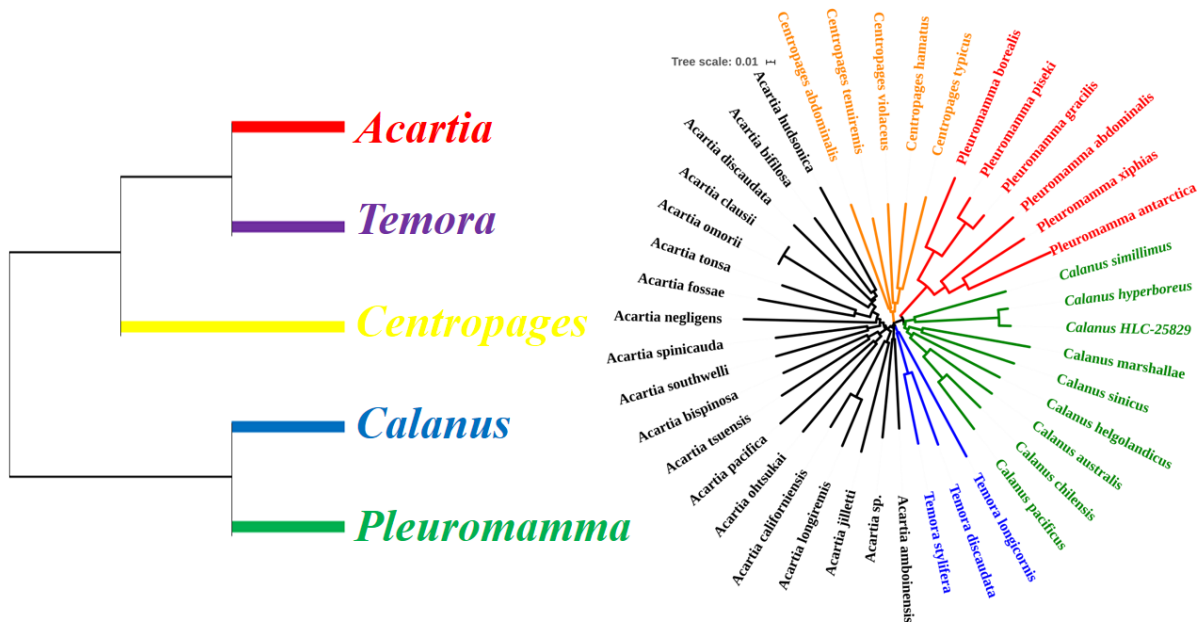 Acartia
Temora
Centropages
Calanus
Pleuromamma
Tree scale: 0.01
Centropages abdominalis
Centropages tenuiremis
Centropages violaceus
Centropages hamatus
Centropages typicus
Pleuromamma borealis
Pleuromamma piseki
Pleuromamma gracilis
Pleuromamma abdominalis
Pleuromamma xiphias
Pleuromamma antarctica
Calanus simillimus
Calanus hyperboreus
Calanus HLC-25829
Calanus marshallae
Calanus sinicus
Calanus helgolandicus
Calanus australis
Calanus chilensis
Calanus pacificus
Temora longicornis
Temora discaudata
Temora stylifera
Acartia amboinensis
Acartia sp.
Acartia jilletti
Acartia longiremis
Acartia californiensis
Acartia ohtsukai
Acartia pacifica
Acartia tsuensis
Acartia bispinosa
Acartia southwelli
Acartia spinicauda
Acartia negligens
Acartia fossae
Acartia tonsa
Acartia omorii
Acartia clausii
Acartia discaudata
Acartia bifilosa
Acartia hudsonica